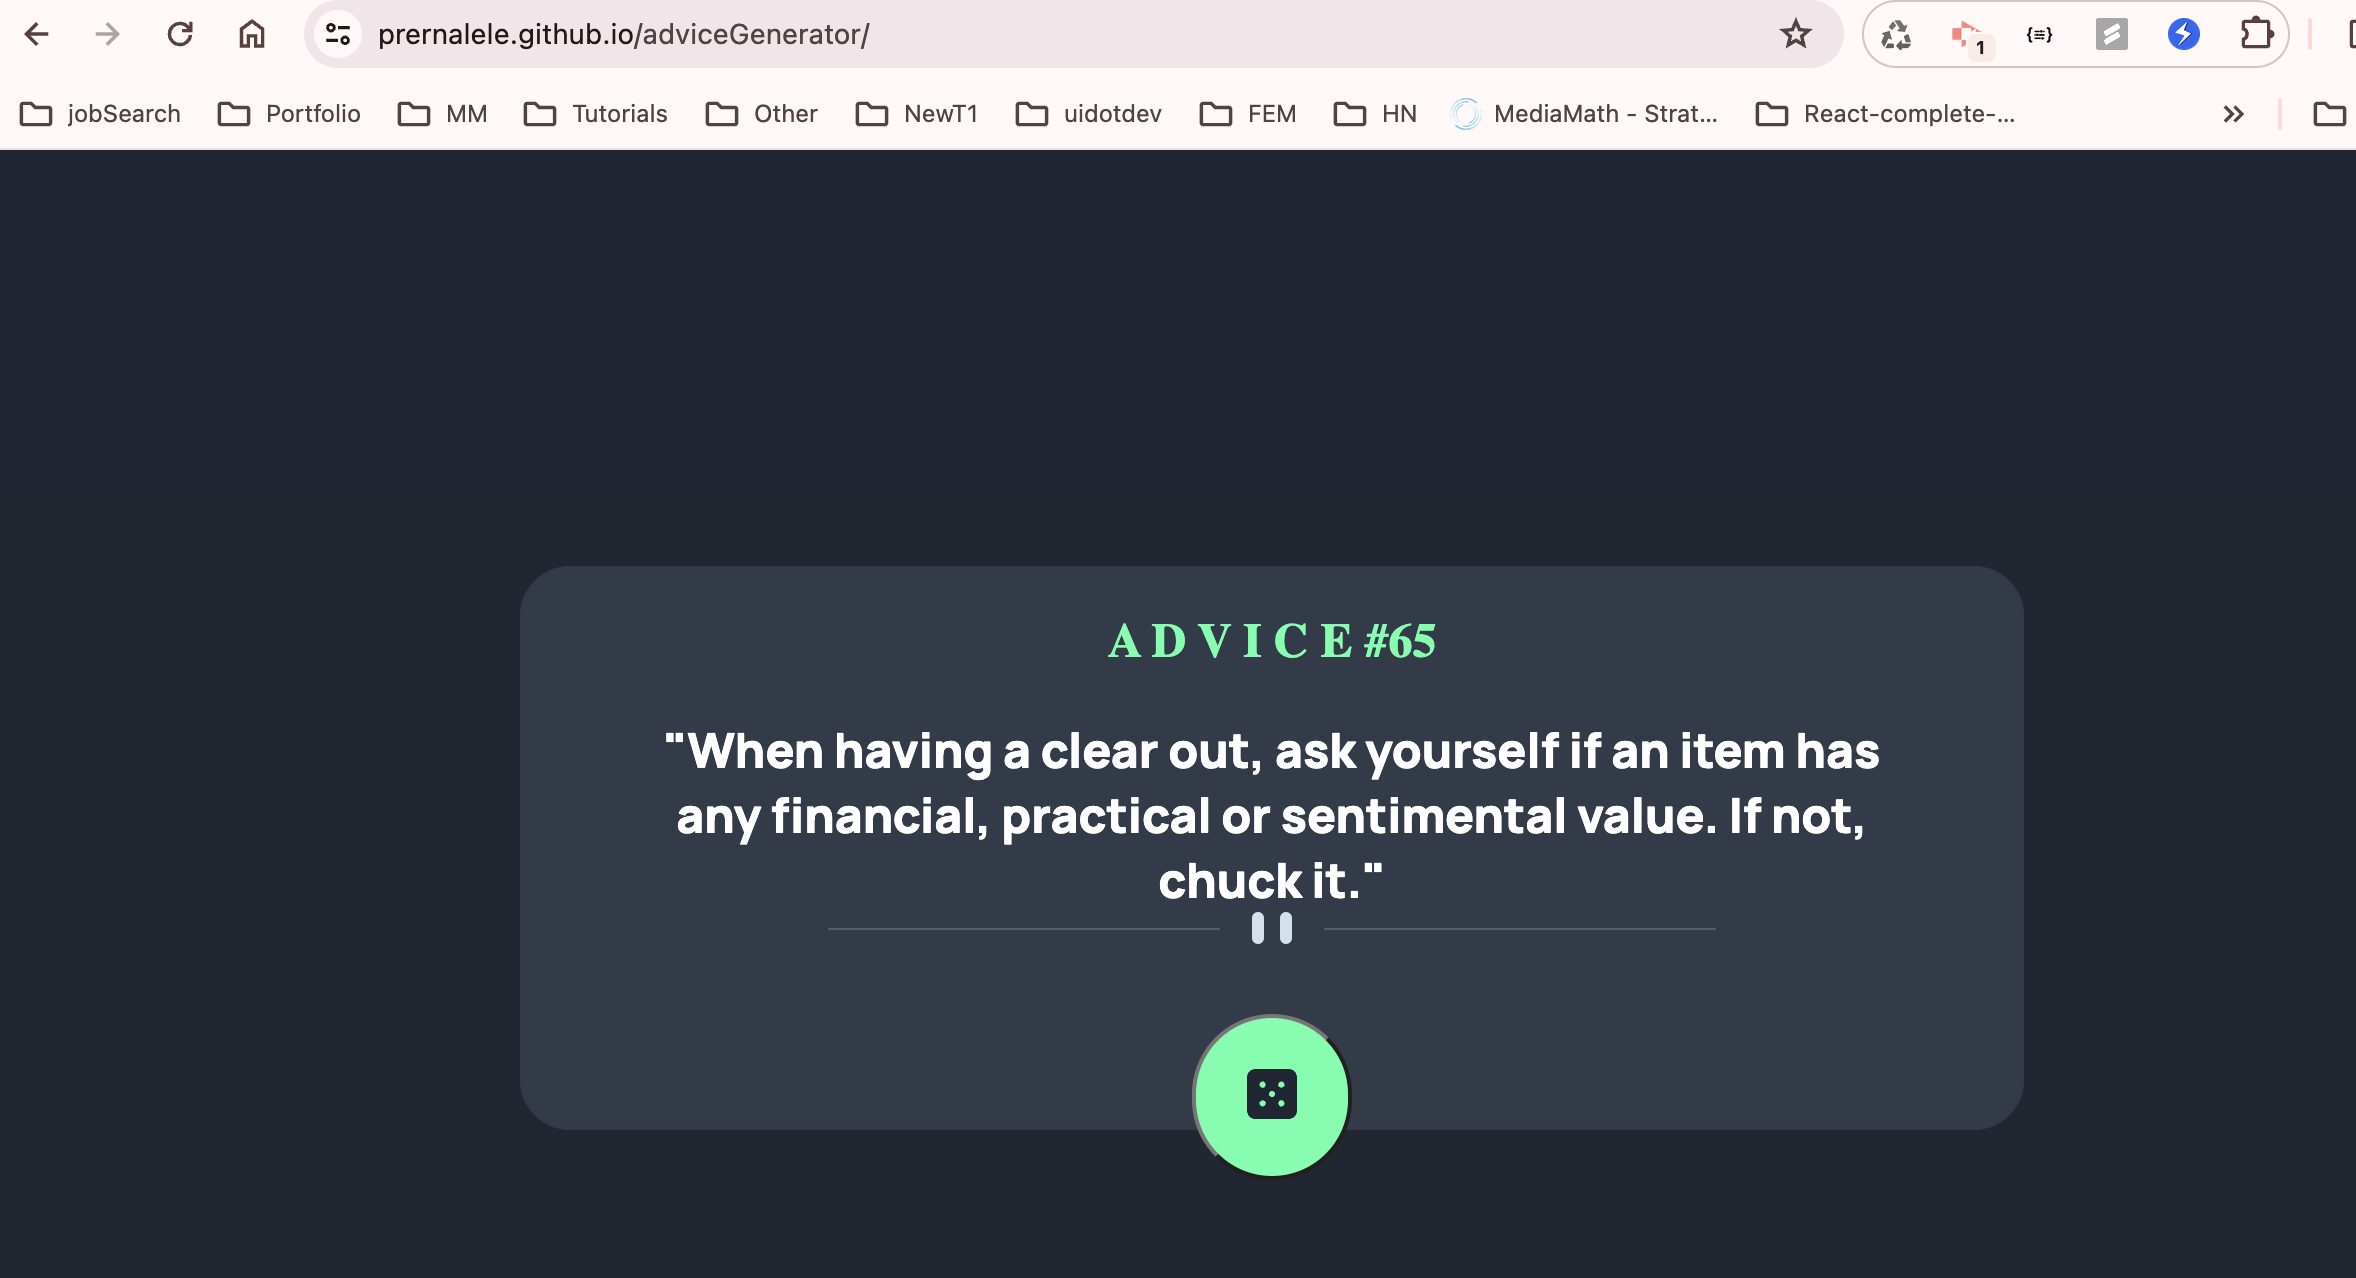 prernalele.github.io/adviceGenerator/
1
{≡}
jobSearch Portfolio MM Tutorials Other NewT1 uidotdev FEM HN MediaMath - Strat... React-complete-...
A D V I C E #65
"When having a clear out, ask yourself if an item has
any financial, practical or sentimental value. If not,
chuck it."